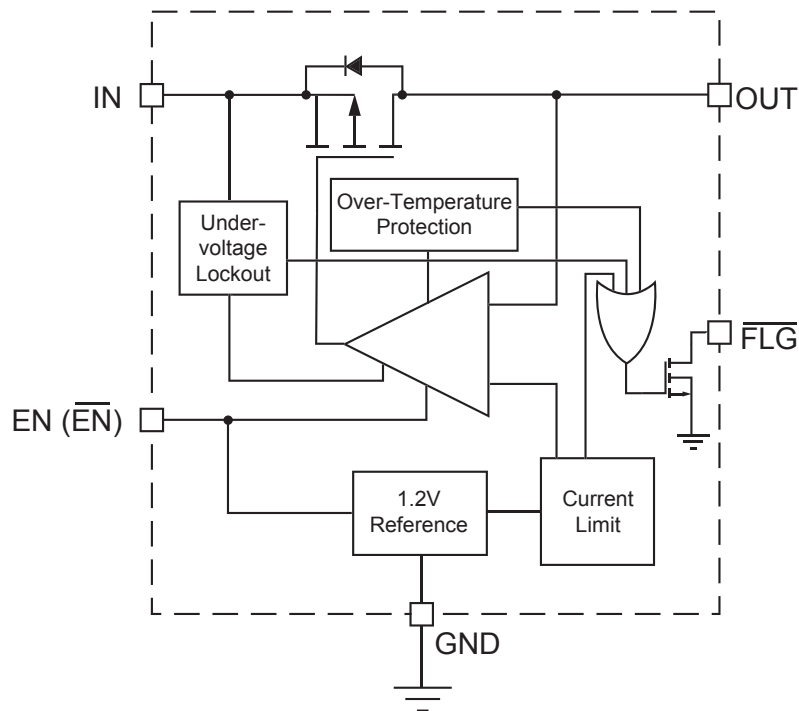 IN
OUT
Over-Temperature
Protection
Under-
voltage
Lockout
FLG
EN (EN)
1.2V
Reference
Current
Limit
GND